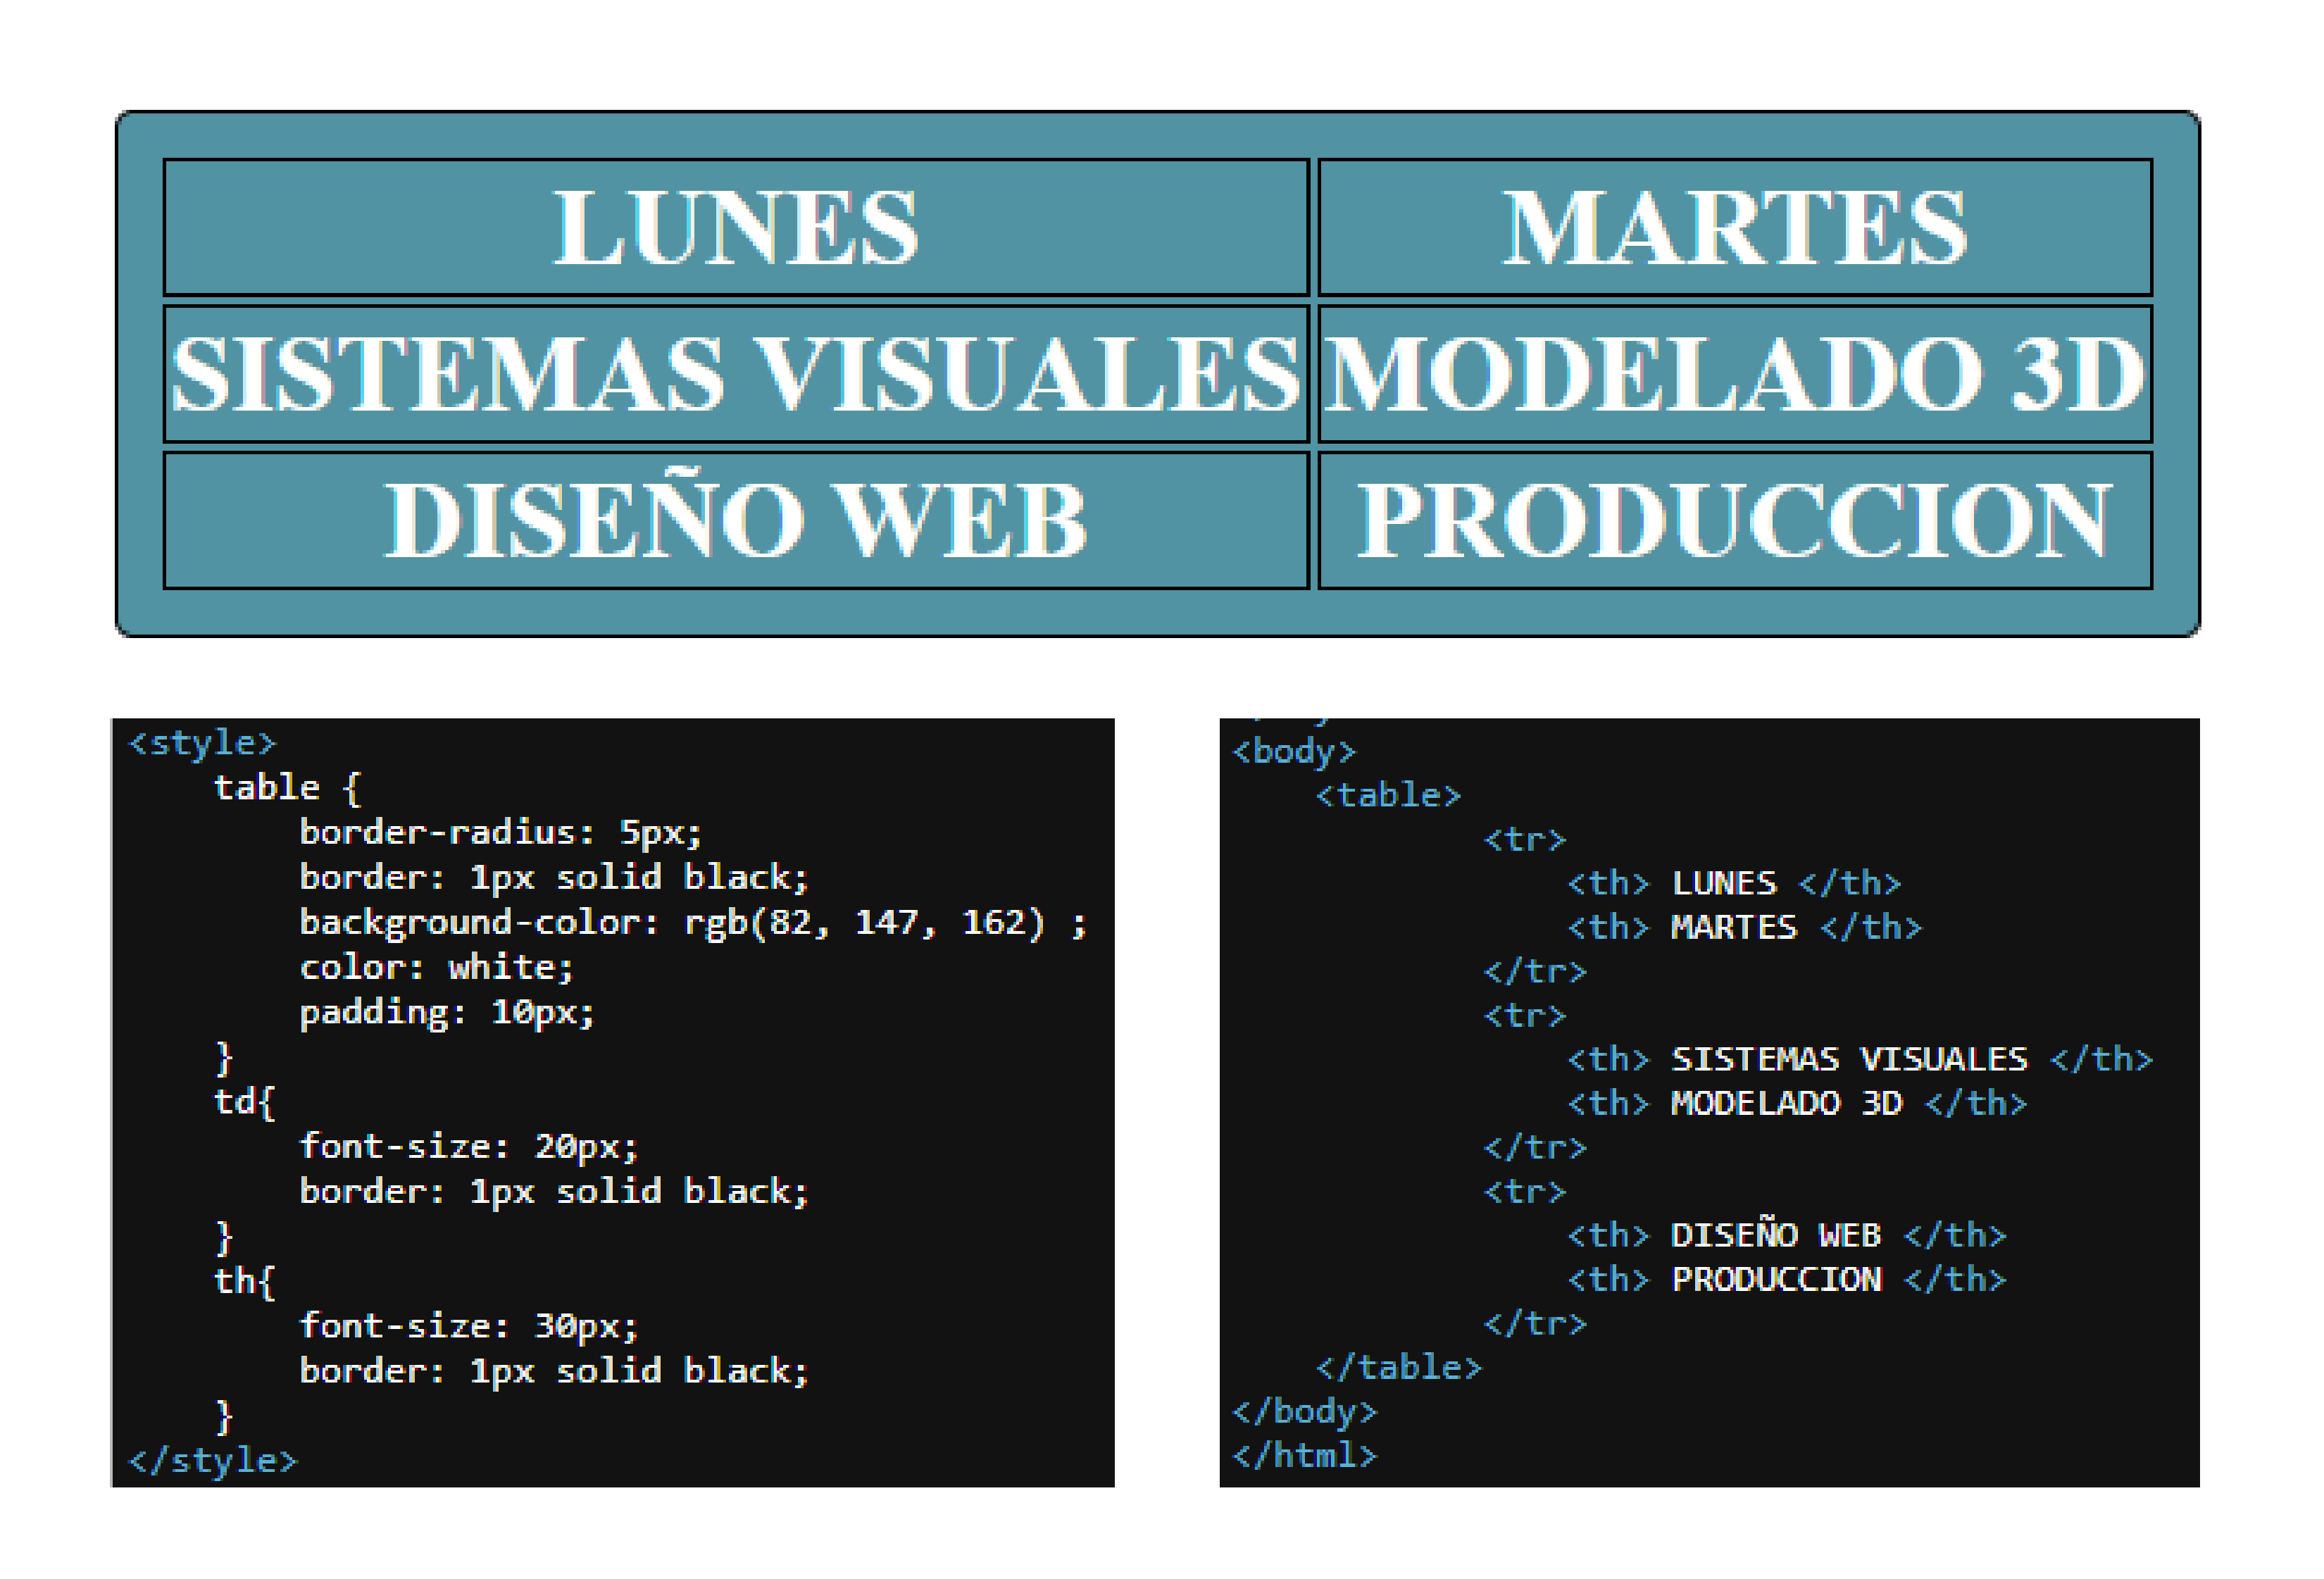 LUNES MARTES
SISTEMAS VISUALES MODELADO 3D
DISEÑO WEB PRODUCCION
<style>
table {
border-radius: 5px;
border: 1px solid black;
background-color: rgb(82, 147, 162) ;
color: white;
padding: 10px;
}
td{
font-size: 20px;
border: 1px solid black;
}
th{
font-size: 30px;
border: 1px solid black;
}
</style>
<body>
<table>
<tr>
<th> LUNES </th>
<th> MARTES </th>
</tr>
<tr>
<th> SISTEMAS VISUALES </th>
<th> MODELADO 3D </th>
</tr>
<tr>
<th> DISEÑO WEB </th>
<th> PRODUCCION </th>
</tr>
</table>
</body>
</html>